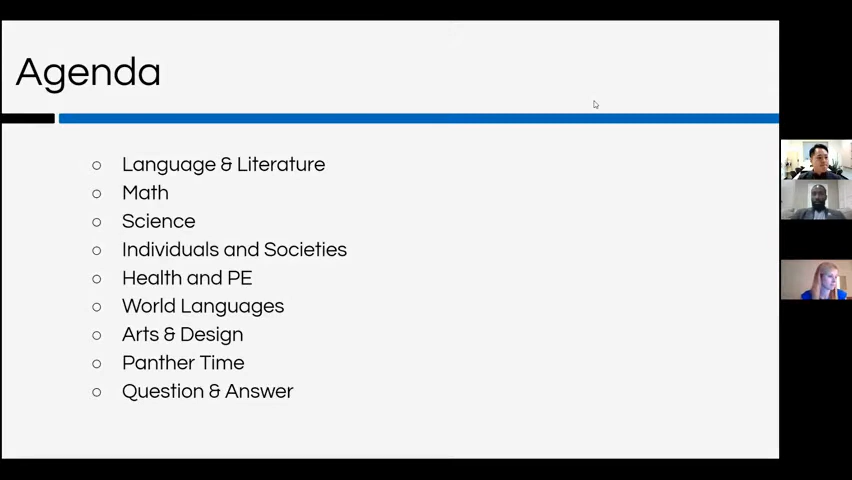 Agenda
Language & Literature
Math
Science
Individuals and Societies
Health and PE
World Languages
Arts & Design
Panther Time
Question & Answer